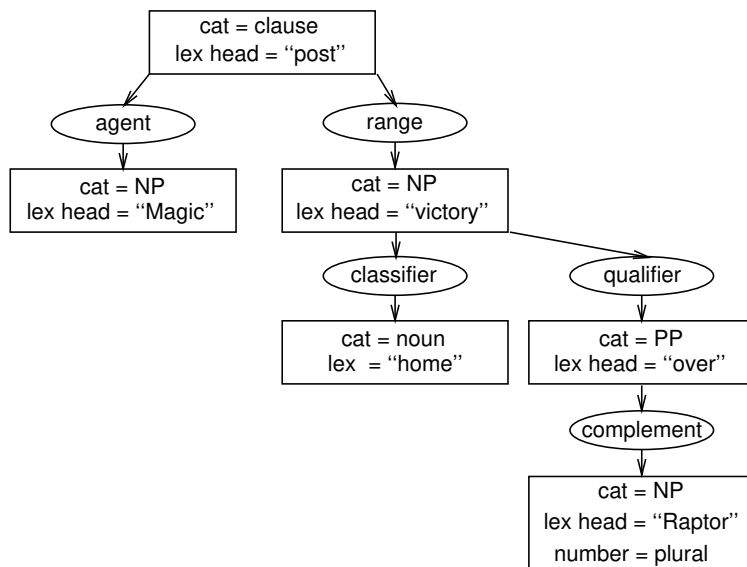 cat = clause
lex head = ‘‘post’’
agent
range
cat = NP
lex head = ‘‘Magic’’
cat = NP
lex head = ‘‘victory’’
classifier
qualifier
cat = noun
lex = ‘‘home’’
cat = PP
lex head = ‘‘over’’
complement
cat = NP
lex head = ‘‘Raptor’’
number = plural